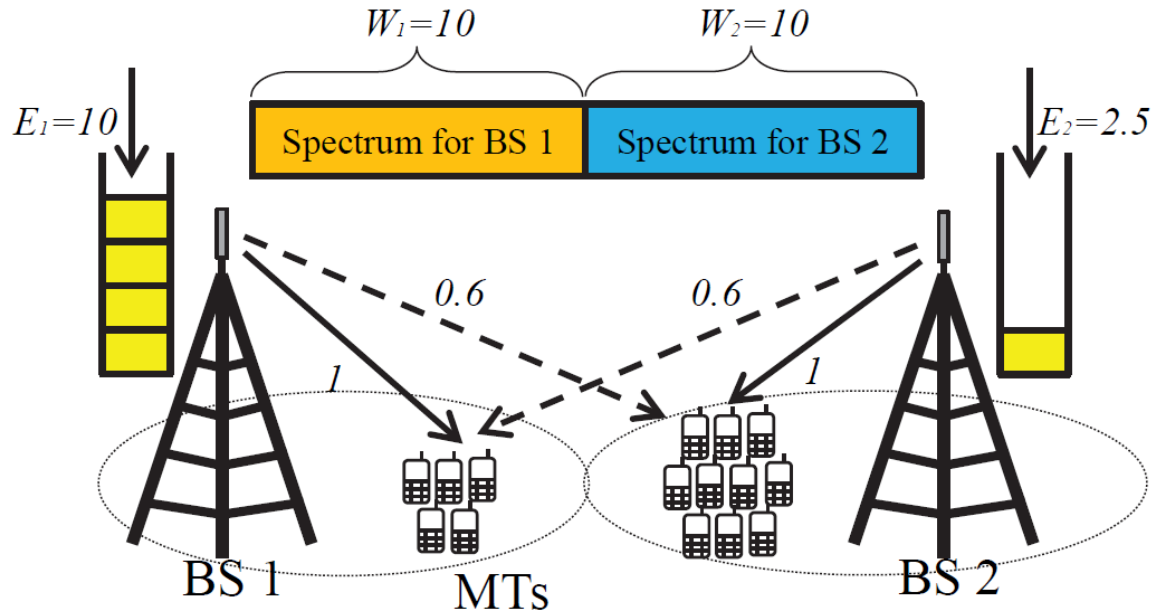 W₁=10
W₂=10
E₁=10
Spectrum for BS 1
Spectrum for BS 2
E₂=2.5
0.6
0.6
1
1
BS 1
MTs
BS 2